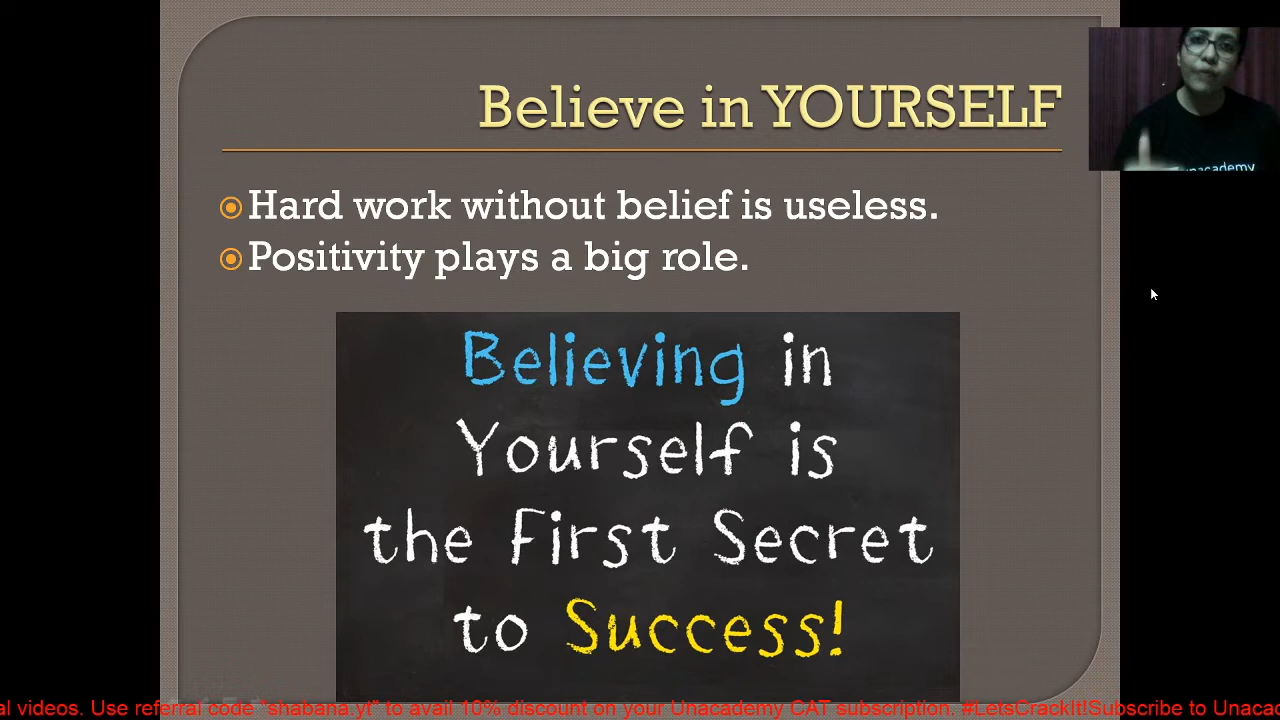 Believe in YOURSELF
Hard work without belief is useless.
Positivity plays a big role.
Believing in
Yourself is
the First Secret
to Success!
unacademy
al videos. Use referral code "shabana.yt" to avail 10% discount on your Unacademy CAT subscription. #LetsCrackIt!Subscribe to Unacad